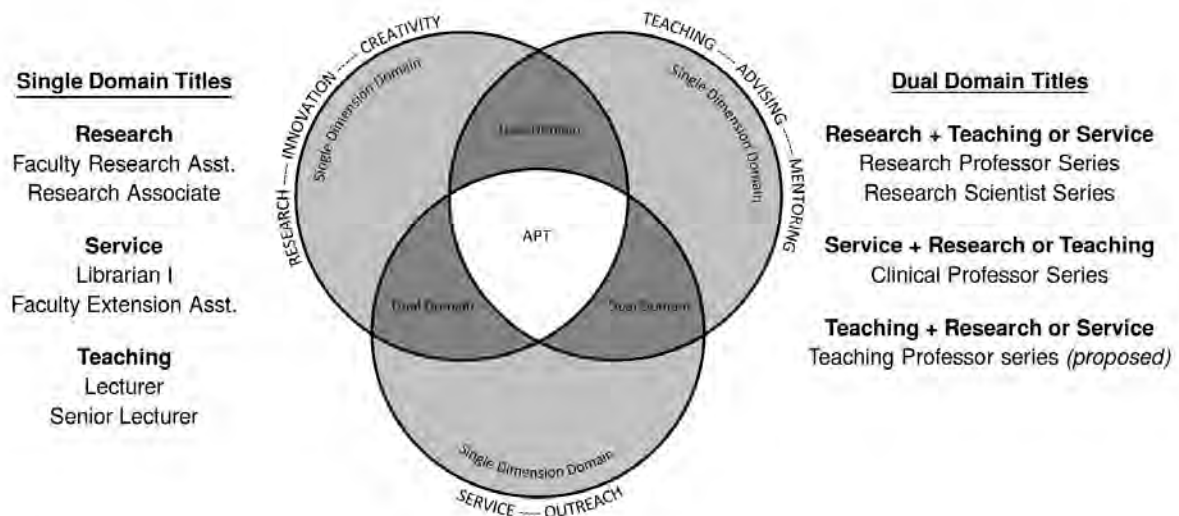 Single Domain Titles
Research
Faculty Research Asst.
Research Associate
Service
Librarian I
Faculty Extension Asst.
Teaching
Lecturer
Senior Lecturer
RESEARCH ---- INNOVATION ---- CREATIVITY
Single Dimension Domain
TEACHING ---- ADVISING ---- MENTORING
Single Dimension Domain
Dual Domain
APT
Dual Domain
Dual Domain
Single Dimension Domain
SERVICE ---- OUTREACH
Dual Domain Titles
Research + Teaching or Service
Research Professor Series
Research Scientist Series
Service + Research or Teaching
Clinical Professor Series
Teaching + Research or Service
Teaching Professor series (proposed)